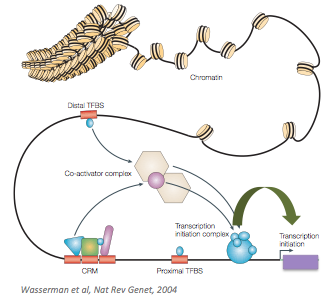 Chromatin
Distal TFBS
Co-activator complex
Transcription
initiation complex
Transcription
initiation
CRM
Proximal TFBS
Wasserman et al, Nat Rev Genet, 2004